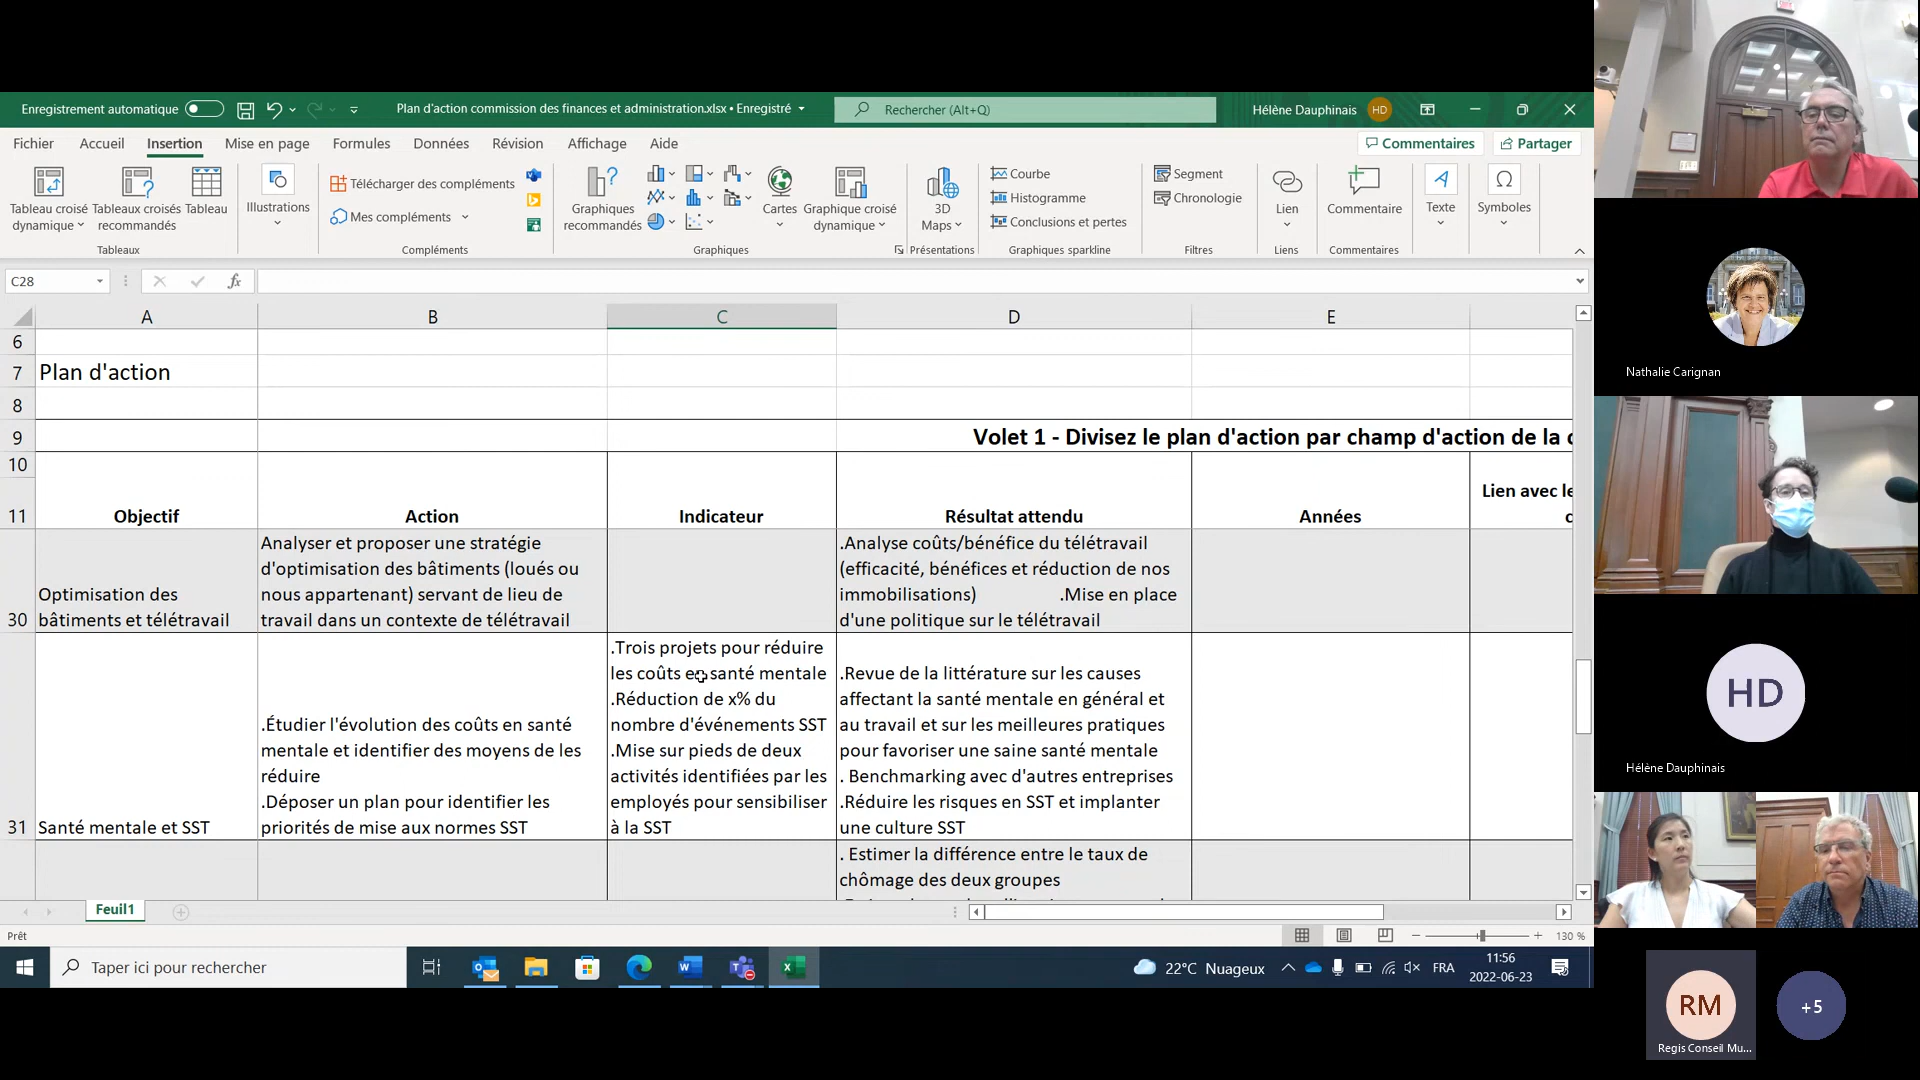 Enregistrement automatique
Plan d'action commission des finances et administration.xlsx • Enregistré
Rechercher (Alt+Q)
Hélène Dauphinais
HD
Fichier Accueil Insertion Mise en page Formules Données Révision Affichage Aide
Commentaires
Partager
Tableau croisé
dynamique
Tableaux croisés
recommandés
Tableau
Illustrations
Télécharger des compléments
Mes compléments
Graphiques
recommandés
Cartes
Graphique croisé
dynamique
3D
Maps
Courbe
Histogramme
Conclusions et pertes
Segment
Chronologie
Lien
Commentaire
Texte
Symboles
Tableaux
Compléments
Graphiques
Présentations
Graphiques sparkline
Filtres
Liens
Commentaires
C28
fx
A B C D E
6
7 Plan d'action
8
9 Volet 1 - Divisez le plan d'action par champ d'action de la
10
11 Objectif Action Indicateur Résultat attendu Années
Lien avec
30
Optimisation des
bâtiments et télétravail
Analyser et proposer une stratégie
d'optimisation des bâtiments (loués ou
nous appartenant) servant de lieu de
travail dans un contexte de télétravail
.Analyse coûts/bénéfice du télétravail
(efficacité, bénéfices et réduction de nos
immobilisations) .Mise en place
d'une politique sur le télétravail
31
Santé mentale et SST
.Étudier l'évolution des coûts en santé
mentale et identifier des moyens de les
réduire
.Déposer un plan pour identifier les
priorités de mise aux normes SST
.Trois projets pour réduire
les coûts en santé mentale
.Réduction de x% du
nombre d'événements SST
.Mise sur pieds de deux
activités identifiées par les
employés pour sensibiliser
à la SST
.Revue de la littérature sur les causes
affectant la santé mentale en général et
au travail et sur les meilleures pratiques
pour favoriser une saine santé mentale
. Benchmarking avec d'autres entreprises
.Réduire les risques en SST et implanter
une culture SST
. Estimer la différence entre le taux de
chômage des deux groupes
Feuil1
Prêt
130 %
Taper ici pour rechercher
22°C Nuageux
FRA
11:56
2022-06-23
Nathalie Carignan
HD
Hélène Dauphinais
RM
Regis Conseil Mu...
+5